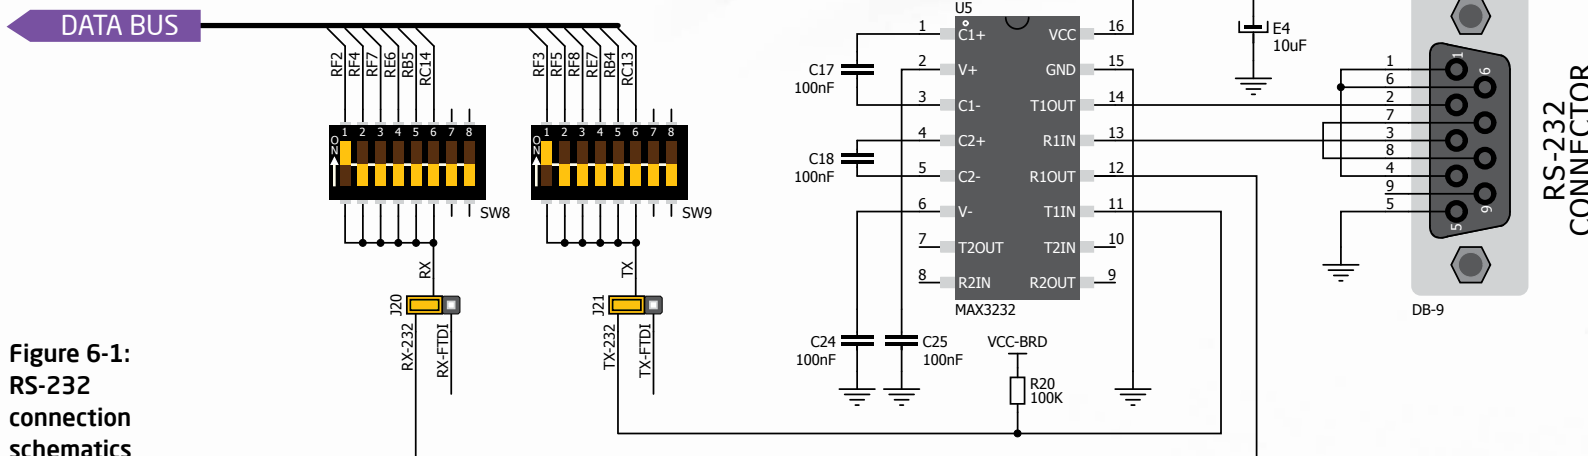 DATA BUS
RF2
RF4
RF7
RE6
RB5
RC14
RF3
RF5
RF8
RE7
RB4
RC13
1 2 3 4 5 6 7 8
ON
SW8
1 2 3 4 5 6 7 8
ON
SW9
RX
TX
J20
J21
RX-232
RX-FTDI
TX-232
TX-FTDI
Figure 6-1:
RS-232
connection
schematics
U5
1 C1+ VCC 16
2 V+ GND 15
3 C1- T1OUT 14
4 C2+ R1IN 13
5 C2- R1OUT 12
6 V- T1IN 11
7 T2OUT T2IN 10
8 R2IN R2OUT 9
MAX3232
C17
100nF
C18
100nF
C24
100nF
C25
100nF
VCC-BRD
R20
100K
E4
10uF
1
6
2
7
3
8
4
9
5
1
6
5
9
DB-9
RS-232
CONNECTOR